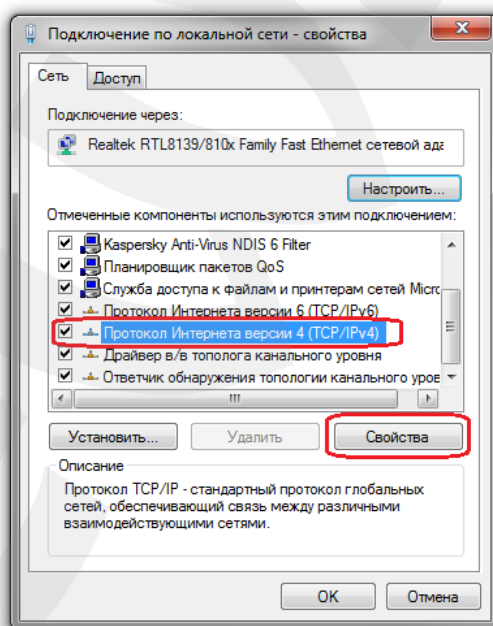 Подключение по локальной сети - свойства
Сеть
Доступ
Подключение через:
Realtek RTL8139/810x Family Fast Ethernet сетевой ада
Настроить...
Отмеченные компоненты используются этим подключением:
Kaspersky Anti-Virus NDIS 6 Filter
Планировщик пакетов QoS
Служба доступа к файлам и принтерам сетей Micro
Протокол Интернета версии 6 (TCP/IPv6)
Протокол Интернета версии 4 (TCP/IPv4)
Драйвер в/в тополога канального уровня
Ответчик обнаружения топологии канального уров
Установить...
Удалить
Свойства
Описание
Протокол TCP/IP - стандартный протокол глобальных
сетей, обеспечивающий связь между различными
взаимодействующими сетями.
OK
Отмена